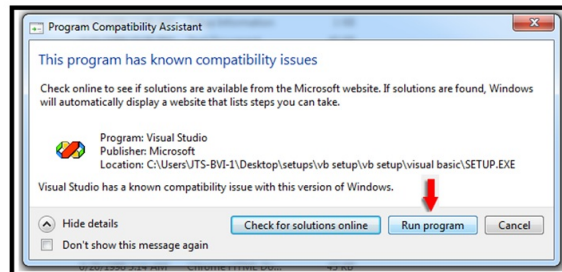 Program Compatibility Assistant
This program has known compatibility issues
Check online to see if solutions are available from the Microsoft website. If solutions are found, Windows
will automatically display a website that lists steps you can take.
Program: Visual Studio
Publisher: Microsoft
Location: C:\Users\JTS-BVI-1\Desktop\setups\vb setup\vb setup\visual basic\SETUP.EXE
Visual Studio has a known compatibility issue with this version of Windows.
Hide details
Check for solutions online
Run program
Cancel
Don't show this message again